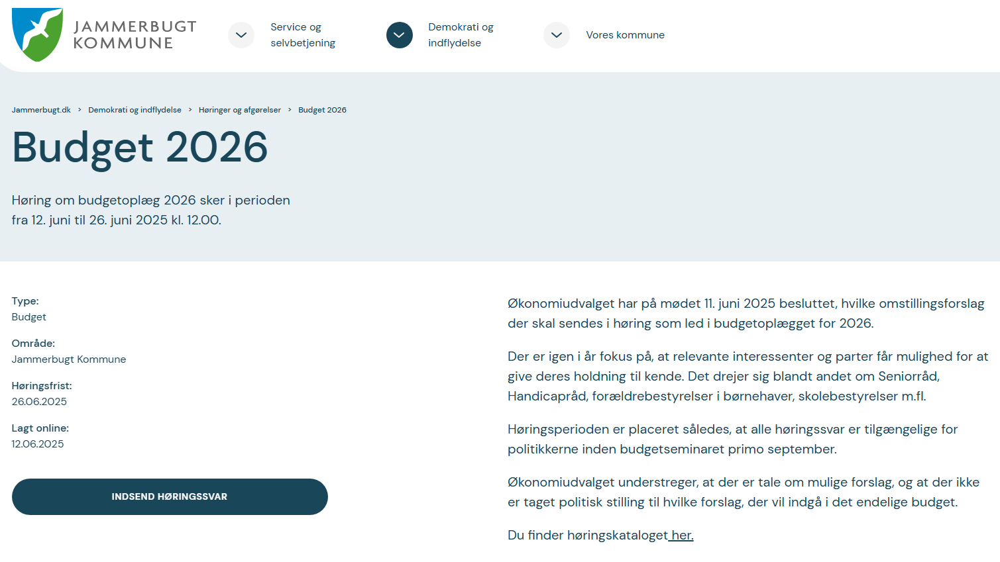 JAMMERBUGT
KOMMUNE
Service og
selvbetjening
Demokrati og
indflydelse
Vores kommune
Jammerbugt.dk > Demokrati og indflydelse > Høringer og afgørelser > Budget 2026
Budget 2026
Høring om budgetoplæg 2026 sker i perioden
fra 12. juni til 26. juni 2025 kl. 12.00.
Type:
Budget
Område:
Jammerbugt Kommune
Høringsfrist:
26.06.2025
Lagt online:
12.06.2025
INDSEND HØRINGSSVAR
Økonomiudvalget har på mødet 11. juni 2025 besluttet, hvilke omstillingsforslag
der skal sendes i høring som led i budgetoplægget for 2026.
Der er igen i år fokus på, at relevante interessenter og parter får mulighed for at
give deres holdning til kende. Det drejer sig blandt andet om Seniorråd,
Handicapråd, forældrebestyrelser i børnehaver, skolebestyrelser m.fl.
Høringsperioden er placeret således, at alle høringssvar er tilgængelige for
politikkerne inden budgetseminaret primo september.
Økonomiudvalget understreger, at der er tale om mulige forslag, og at der ikke
er taget politisk stilling til hvilke forslag, der vil indgå i det endelige budget.
Du finder høringskataloget her.